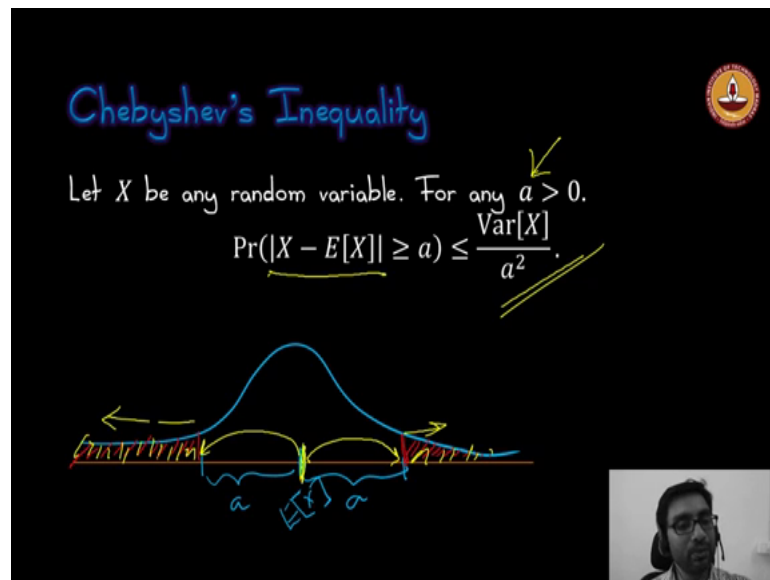 Chebyshev's Inequality
Let X be any random variable. For any a > 0.
Pr(|X − E[X]| ≥ a) ≤ Var[X] / a².
a
E[X]
a